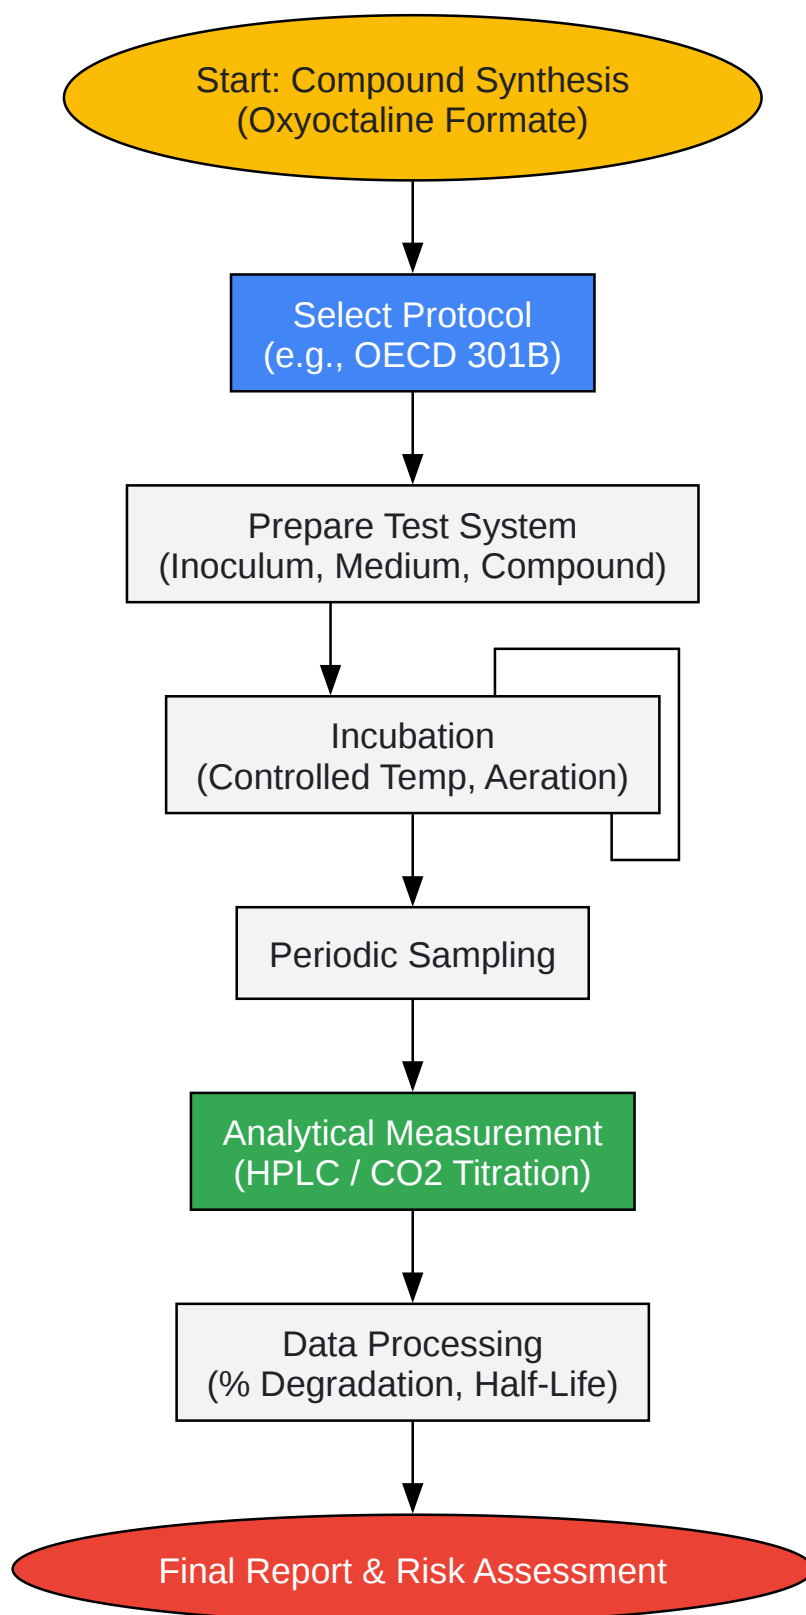 Start: Compound Synthesis
(Oxyoctaline Formate)
Select Protocol
(e.g., OECD 301B)
Prepare Test System
(Inoculum, Medium, Compound)
Incubation
(Controlled Temp, Aeration)
Periodic Sampling
Analytical Measurement
(HPLC / CO2 Titration)
Data Processing
(% Degradation, Half-Life)
Final Report & Risk Assessment